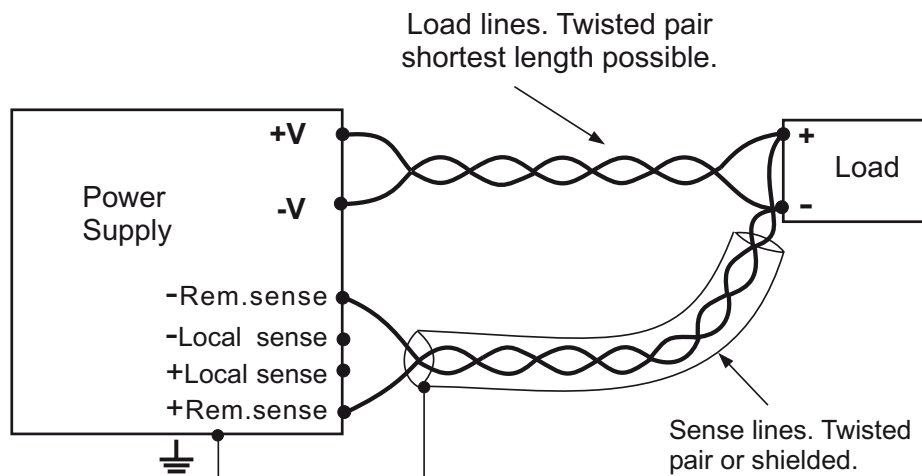 Load lines. Twisted pair
shortest length possible.
+V
-V
Power
Supply
-Rem.sense
-Local sense
+Local sense
+Rem.sense
+
Load
-
Sense lines. Twisted
pair or shielded.